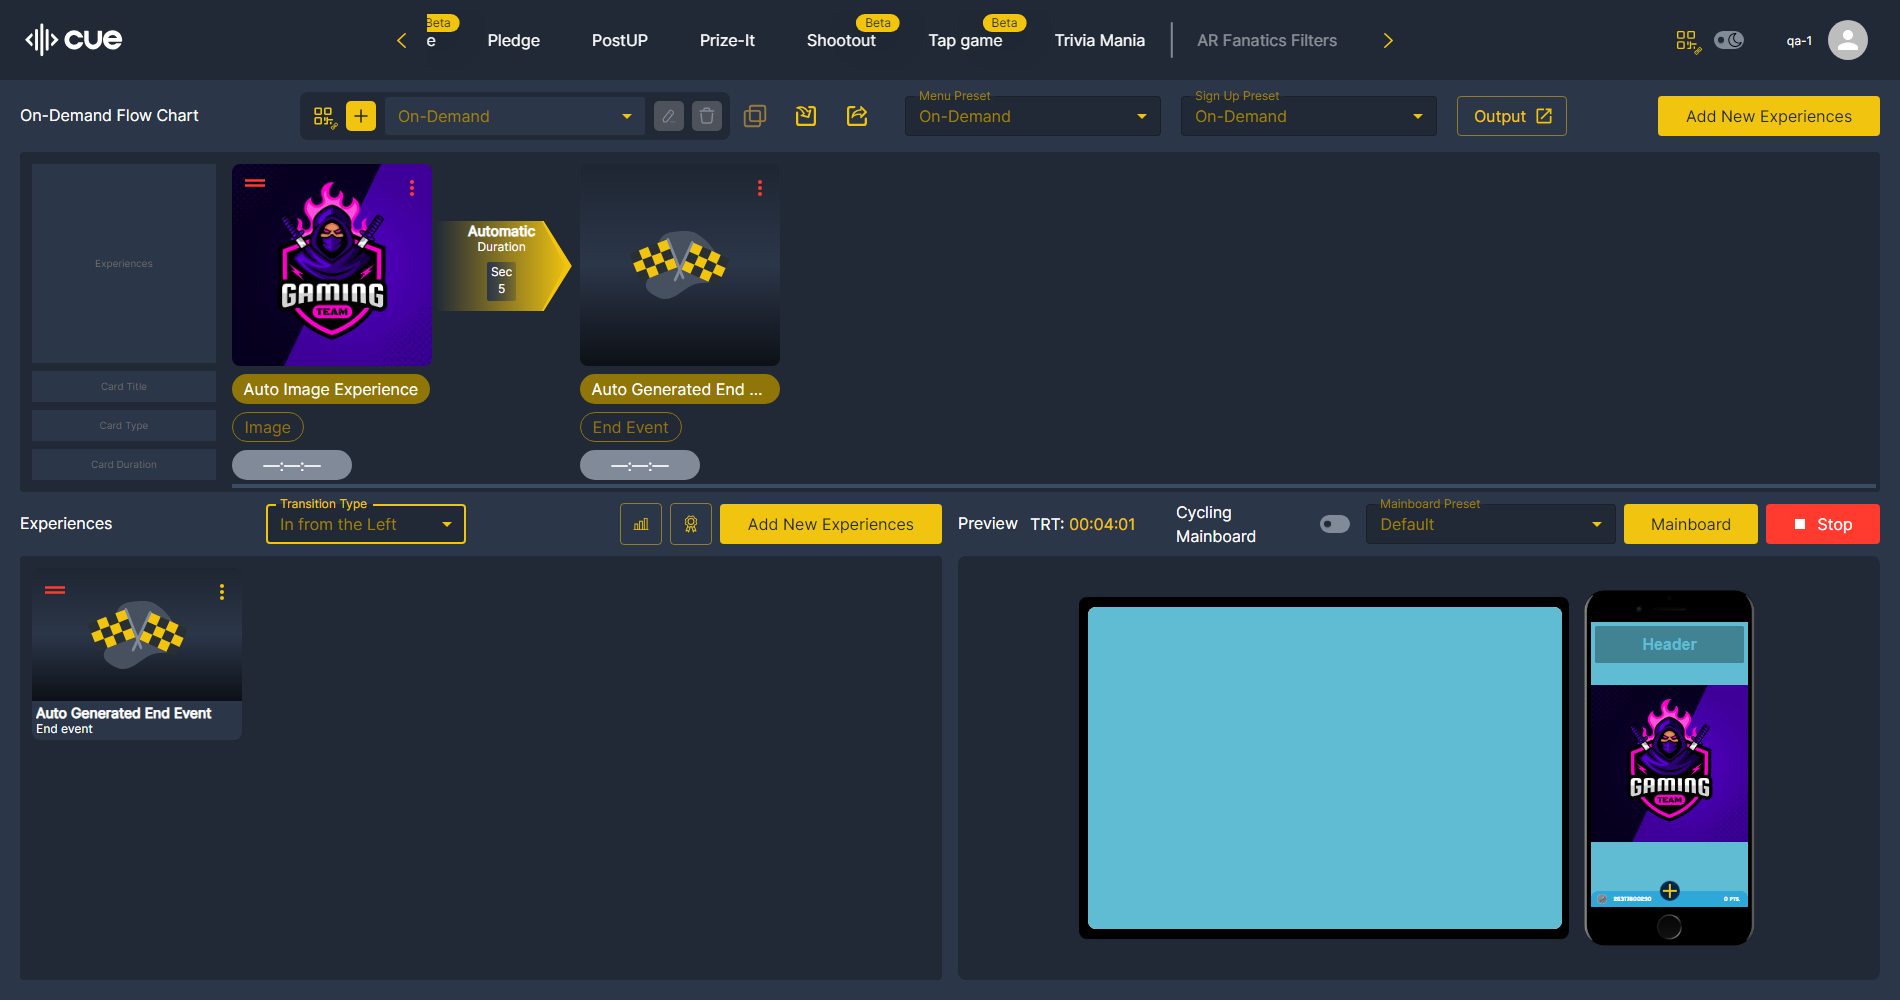 cue
Beta
e
Pledge
PostUP
Prize-It
Beta
Shootout
Beta
Tap game
Trivia Mania
AR Fanatics Filters
qa-1
On-Demand Flow Chart
On-Demand
Menu Preset
On-Demand
Sign Up Preset
On-Demand
Output
Add New Experiences
Experiences
GAMING
TEAM
Automatic
Duration
Sec
5
Card Title
Auto Image Experience
Auto Generated End ...
Card Type
Image
End Event
Card Duration
—:—:—
—:—:—
Experiences
Transition Type
In from the Left
Add New Experiences
Preview
TRT: 00:04:01
Cycling
Mainboard
Mainboard Preset
Default
Mainboard
Stop
Auto Generated End Event
End event
Header
GAMING
TEAM
0 PTS.